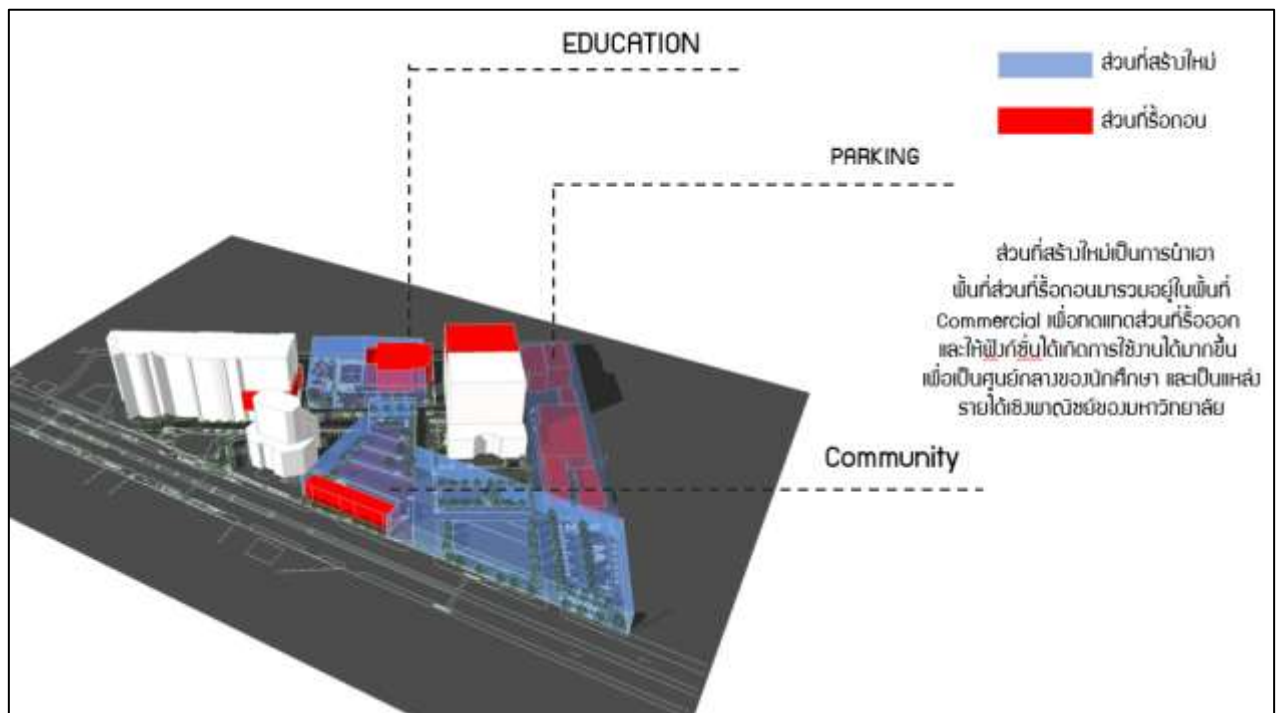 EDUCATION
ส่วนที่สร้างใหม่
ส่วนที่รื้อถอน
PARKING
ส่วนที่สร้างใหม่เป็นการนำเอา
พื้นที่ส่วนที่รื้อถอนมารวมอยู่ในพื้นที่
Commercial เพื่อทดแทดส่วนที่รื้อออก
และให้ฟังก์ชั่นได้เกิดการใช้งานได้มากขึ้น
เพื่อเป็นศูนย์กลางของนักศึกษา และเป็นแหล่ง
รายได้เชิงพาณิชย์ของมหาวิทยาลัย
Community